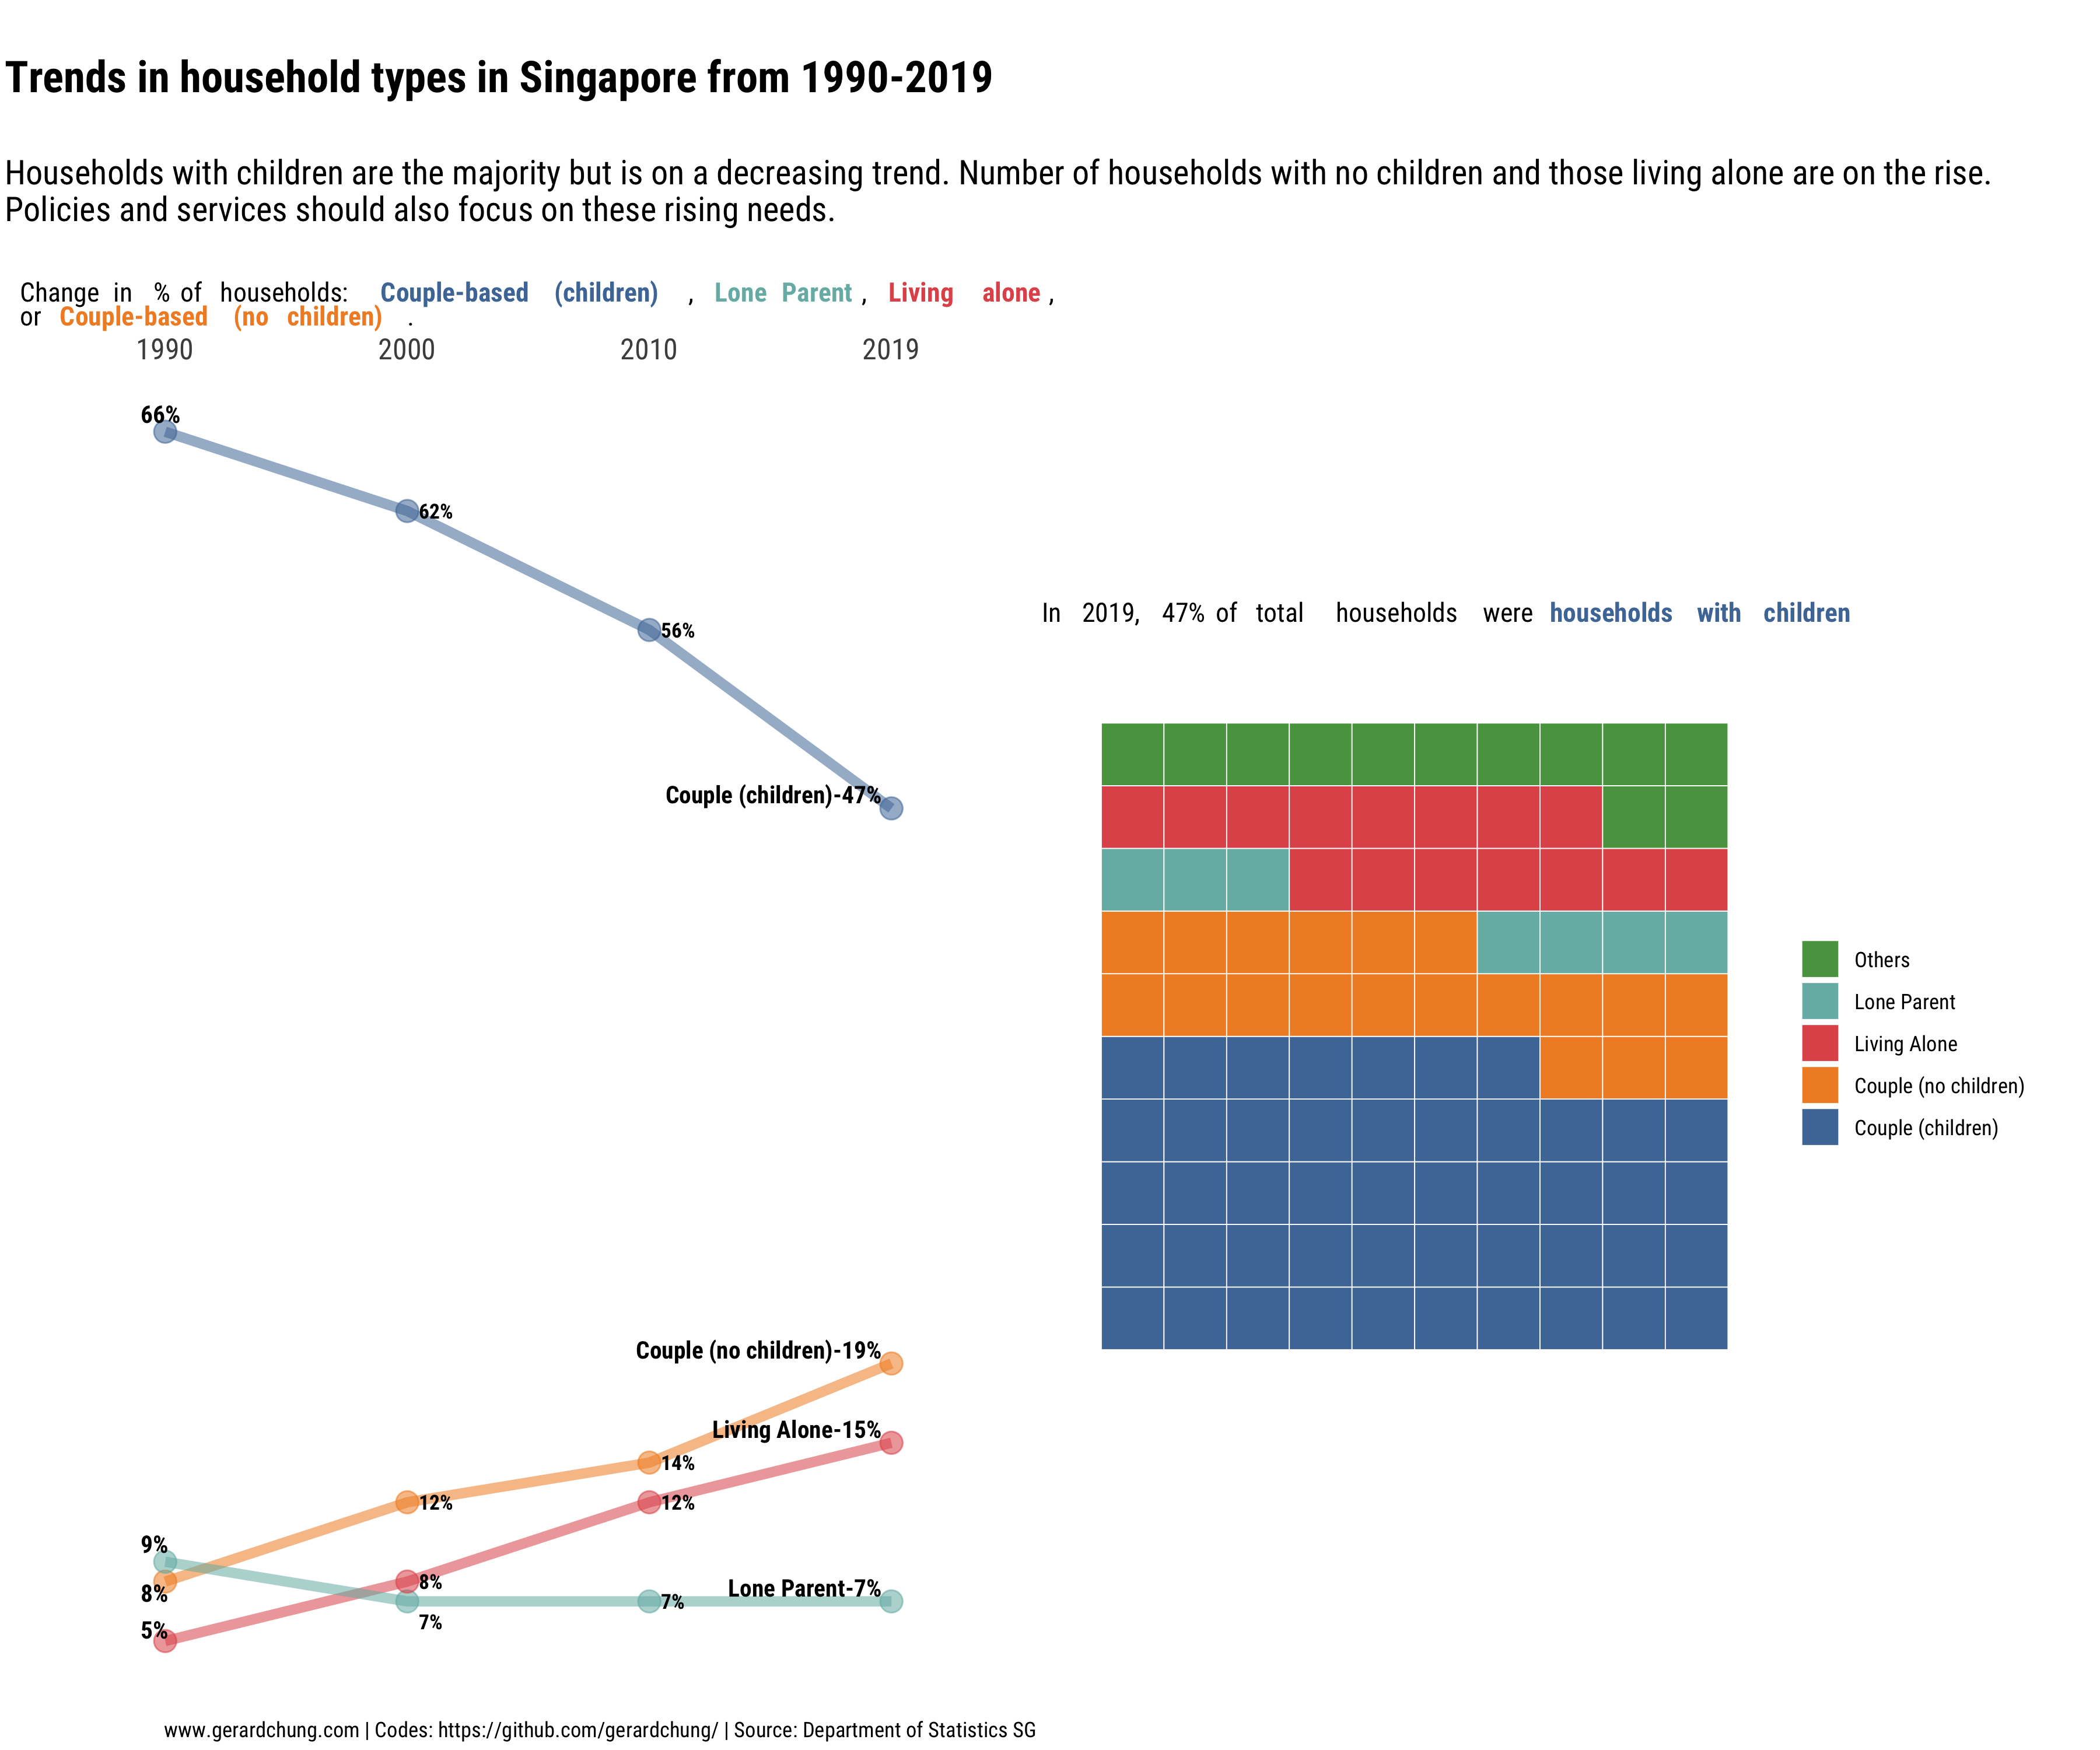 Trends in household types in Singapore from 1990-2019
Households with children are the majority but is on a decreasing trend. Number of households with no children and those living alone are on the rise.
Policies and services should also focus on these rising needs.
Change in % of households: Couple-based (children) , Lone Parent , Living alone ,
or Couple-based (no children) .
1990 2000 2010 2019
66%
62%
56%
Couple (children)-47%
Couple (no children)-19%
Living Alone-15%
14%
12%
12%
9%
8%
8%
Lone Parent-7%
7%
7%
5%
In 2019, 47% of total households were households with children
Others
Lone Parent
Living Alone
Couple (no children)
Couple (children)
www.gerardchung.com | Codes: https://github.com/gerardchung/ | Source: Department of Statistics SG